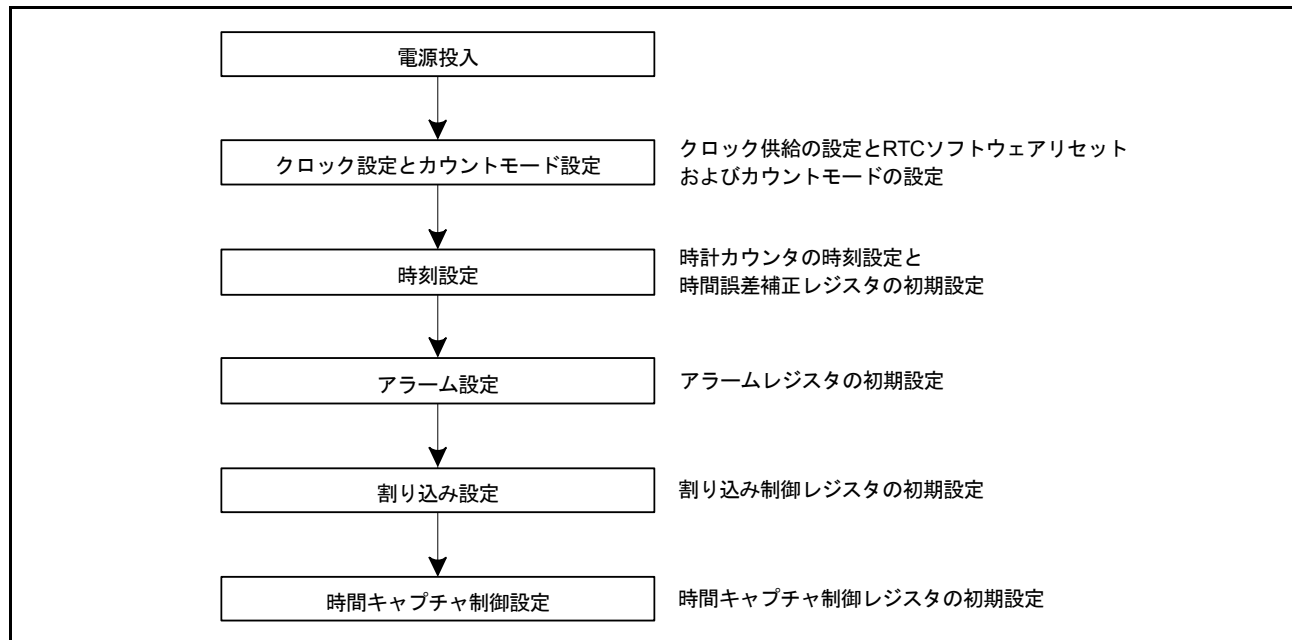 電源投入
クロック設定とカウントモード設定
クロック供給の設定とRTCソフトウェアリセット
およびカウントモードの設定
時刻設定
時計カウンタの時刻設定と
時間誤差補正レジスタの初期設定
アラーム設定
アラームレジスタの初期設定
割り込み設定
割り込み制御レジスタの初期設定
時間キャプチャ制御設定
時間キャプチャ制御レジスタの初期設定